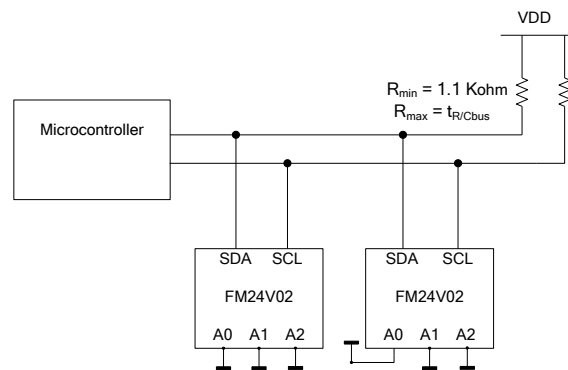 VDD
Rmin = 1.1 Kohm
Rmax = tR/Cbus
Microcontroller
SDA SCL
FM24V02
A0 A1 A2
SDA SCL
FM24V02
A0 A1 A2